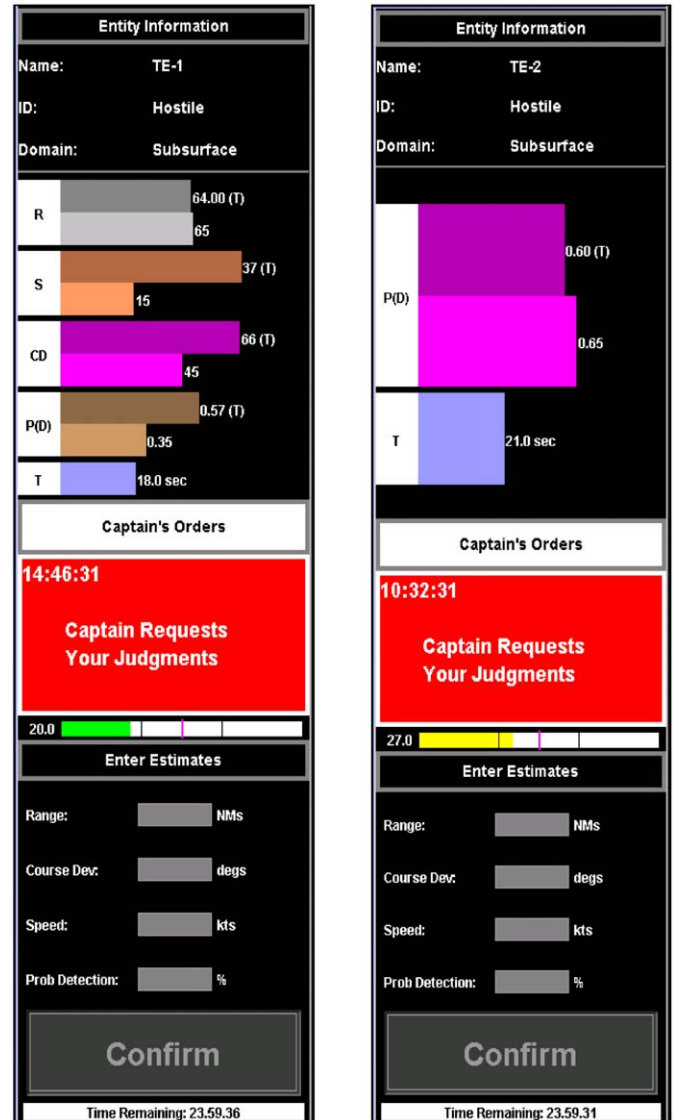 Entity Information
Name: TE-1
ID: Hostile
Domain: Subsurface
R
64.00 (T)
65
S
37 (T)
15
CD
66 (T)
45
P(D)
0.57 (T)
0.35
T
18.0 sec
Captain's Orders
14:46:31
Captain Requests
Your Judgments
20.0
Enter Estimates
Range: NMs
Course Dev: degs
Speed: kts
Prob Detection: %
Confirm
Time Remaining: 23.59.36
Entity Information
Name: TE-2
ID: Hostile
Domain: Subsurface
P(D)
0.60 (T)
0.65
T
21.0 sec
Captain's Orders
10:32:31
Captain Requests
Your Judgments
27.0
Enter Estimates
Range: NMs
Course Dev: degs
Speed: kts
Prob Detection: %
Confirm
Time Remaining: 23.59.31